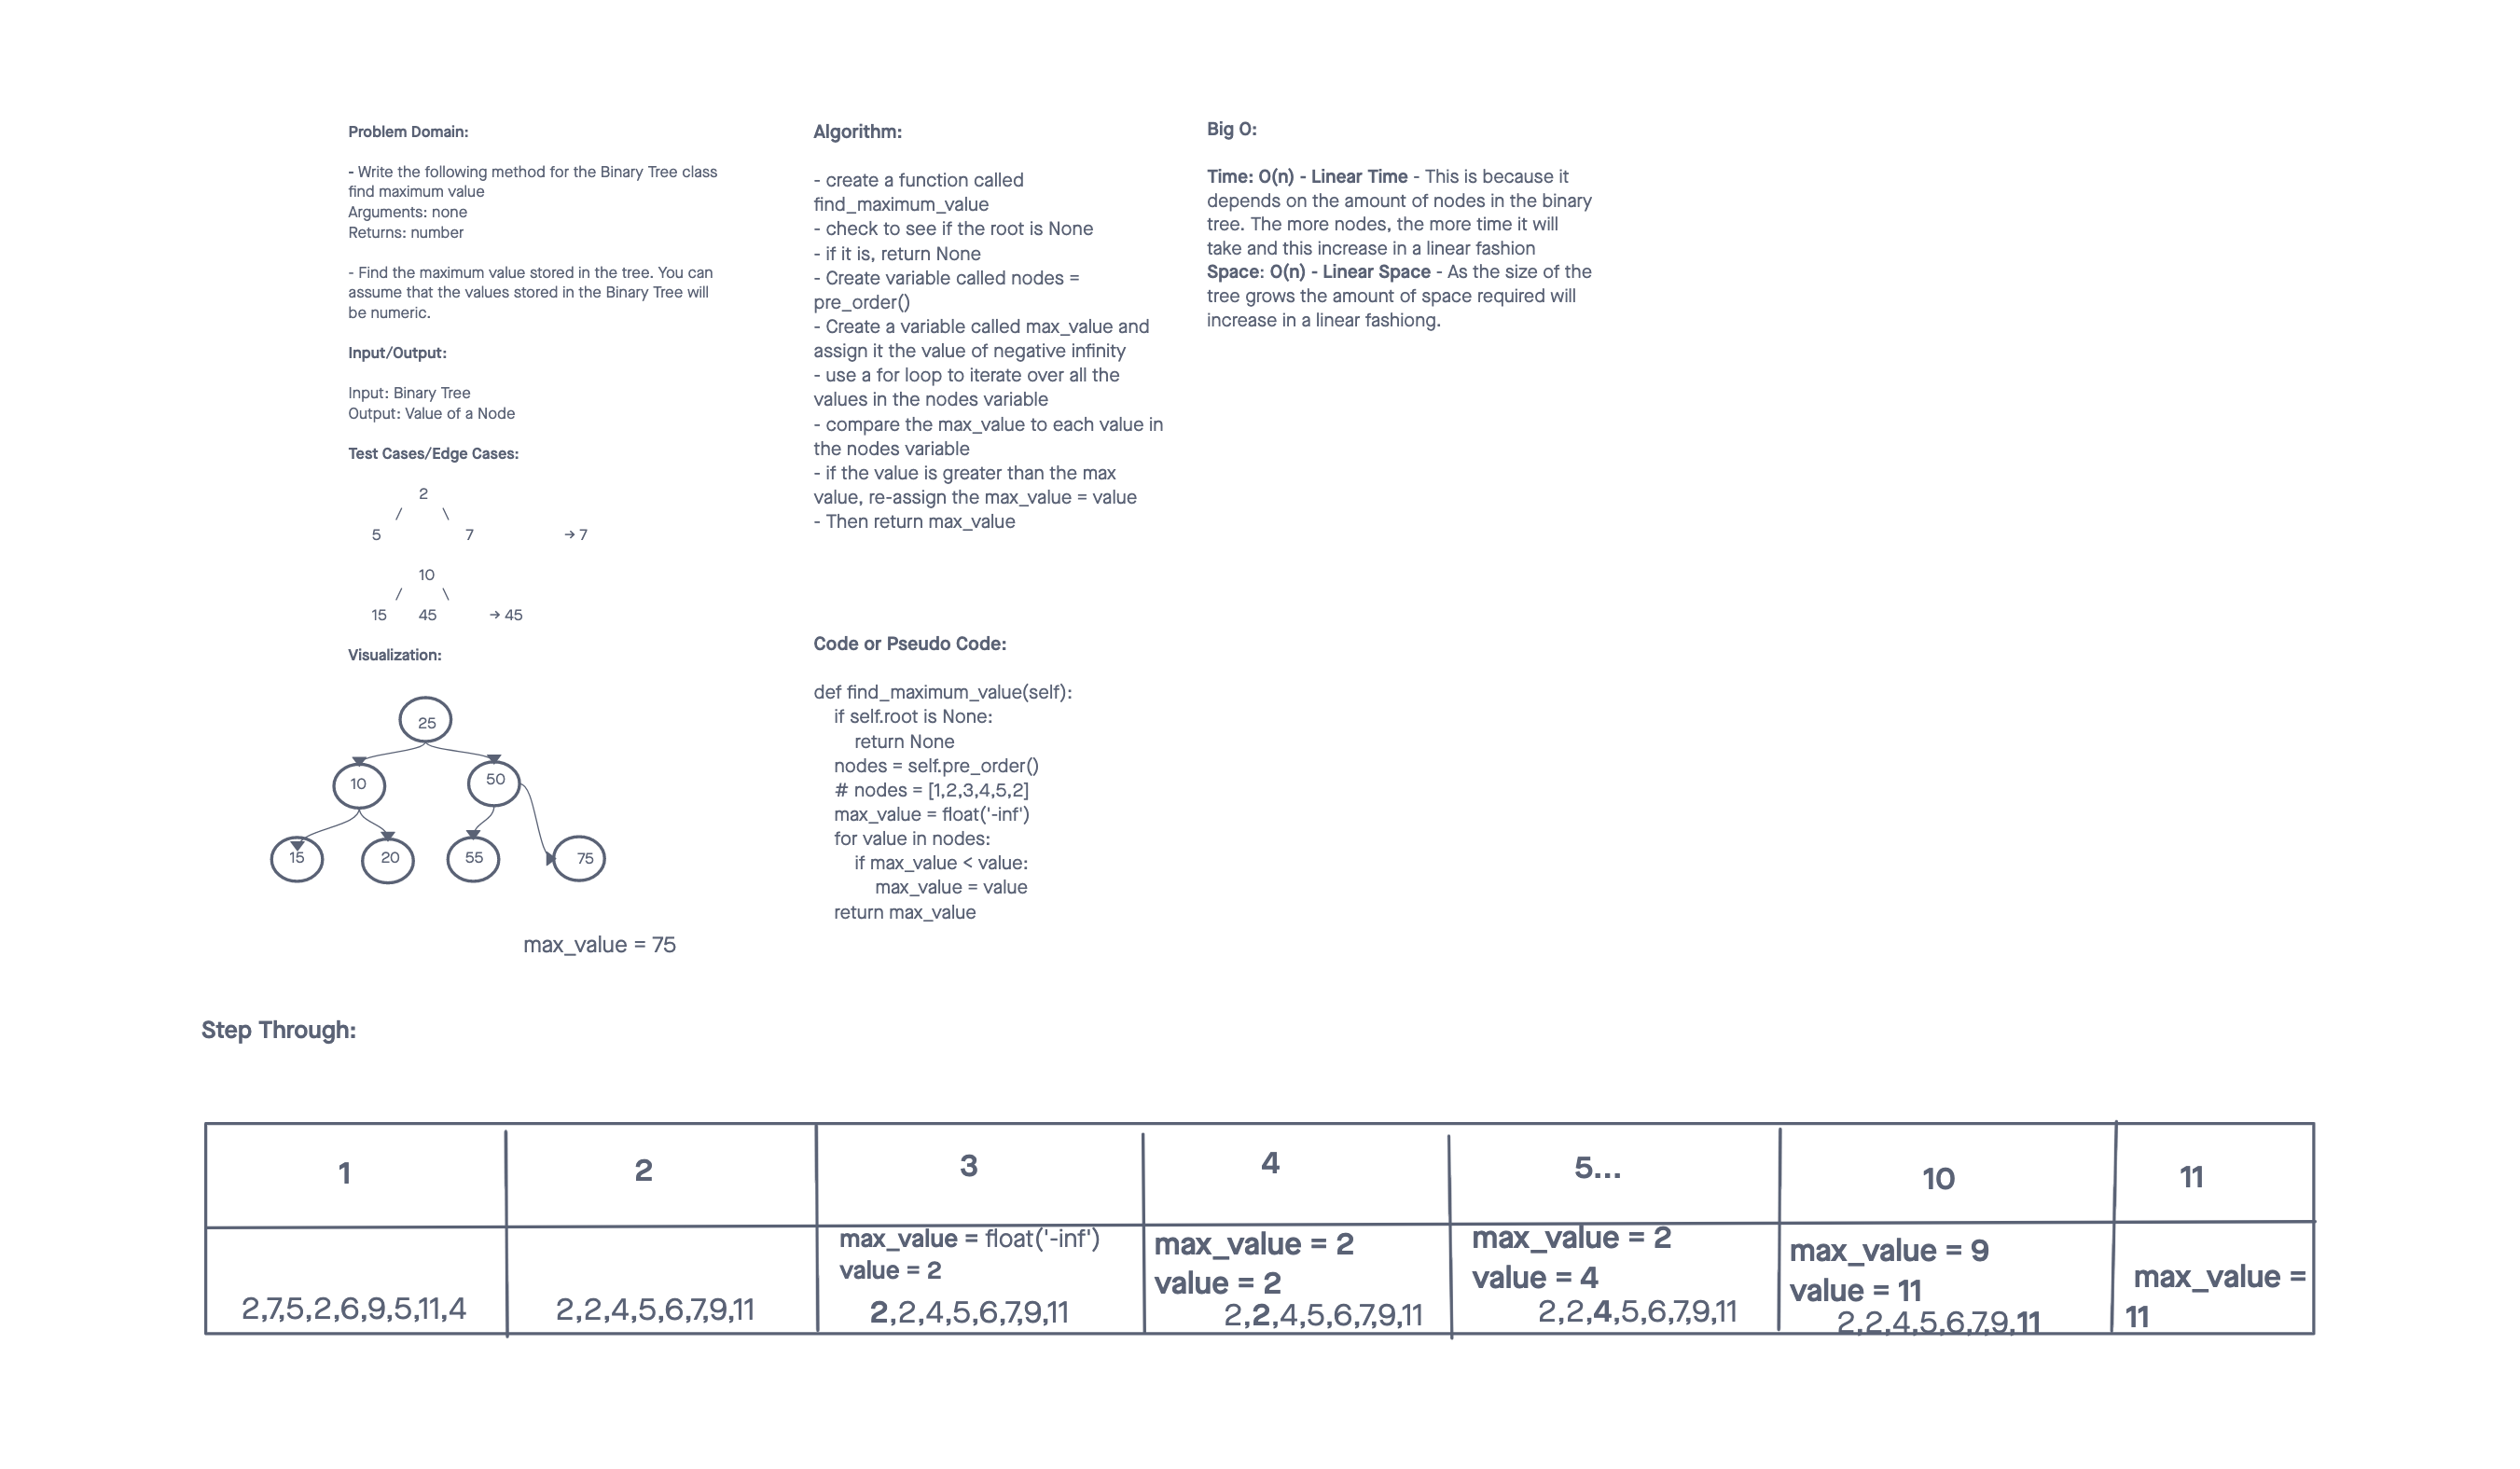 Problem Domain:
- Write the following method for the Binary Tree class
find maximum value
Arguments: none
Returns: number
- Find the maximum value stored in the tree. You can
assume that the values stored in the Binary Tree will
be numeric.
Input/Output:
Input: Binary Tree
Output: Value of a Node
Test Cases/Edge Cases:
2
/ \
5 7 → 7
10
/ \
15 45 → 45
Visualization:
25
10 50
15 20 55 75
max_value = 75
Algorithm:
- create a function called
find_maximum_value
- check to see if the root is None
- if it is, return None
- Create variable called nodes =
pre_order()
- Create a variable called max_value and
assign it the value of negative infinity
- use a for loop to iterate over all the
values in the nodes variable
- compare the max_value to each value in
the nodes variable
- if the value is greater than the max
value, re-assign the max_value = value
- Then return max_value
Code or Pseudo Code:
def find_maximum_value(self):
if self.root is None:
return None
nodes = self.pre_order()
# nodes = [1,2,3,4,5,2]
max_value = float('-inf')
for value in nodes:
if max_value < value:
max_value = value
return max_value
Big O:
Time: O(n) - Linear Time - This is because it
depends on the amount of nodes in the binary
tree. The more nodes, the more time it will
take and this increase in a linear fashion
Space: O(n) - Linear Space - As the size of the
tree grows the amount of space required will
increase in a linear fashiong.
Step Through:
1
2,7,5,2,6,9,5,11,4
2
2,2,4,5,6,7,9,11
3
max_value = float('-inf')
value = 2
2,2,4,5,6,7,9,11
4
max_value = 2
value = 2
2,2,4,5,6,7,9,11
5...
max_value = 2
value = 4
2,2,4,5,6,7,9,11
10
max_value = 9
value = 11
2,2,4,5,6,7,9,11
11
max_value =
11